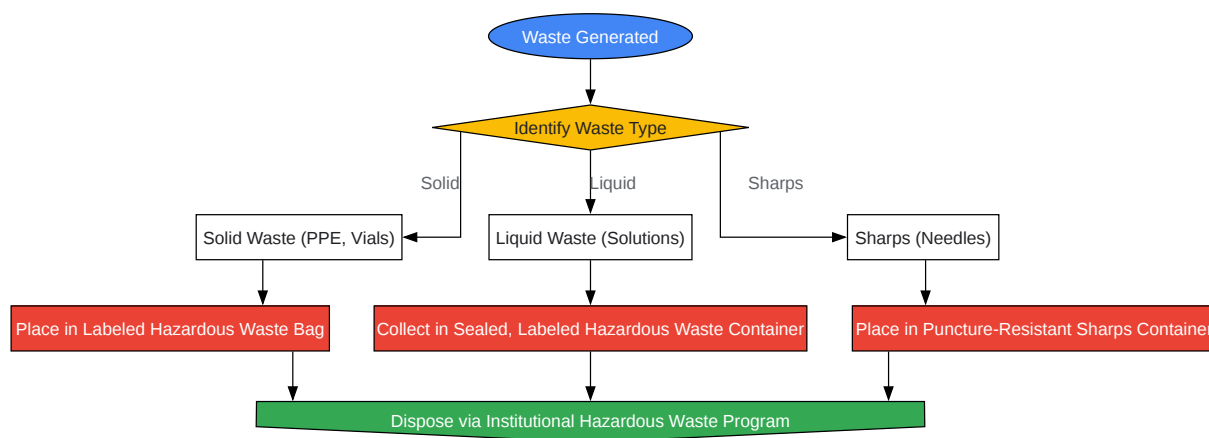 Waste Generated
Identify Waste Type
Solid
Liquid
Sharps
Solid Waste (PPE, Vials)
Liquid Waste (Solutions)
Sharps (Needles)
Place in Labeled Hazardous Waste Bag
Collect in Sealed, Labeled Hazardous Waste Container
Place in Puncture-Resistant Sharps Container
Dispose via Institutional Hazardous Waste Program